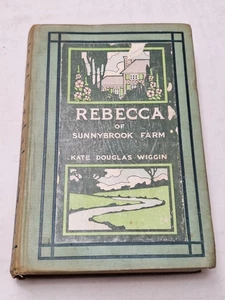 REBECCA
OF
SUNNYBROOK FARM
KATE DOUGLAS WIGGIN